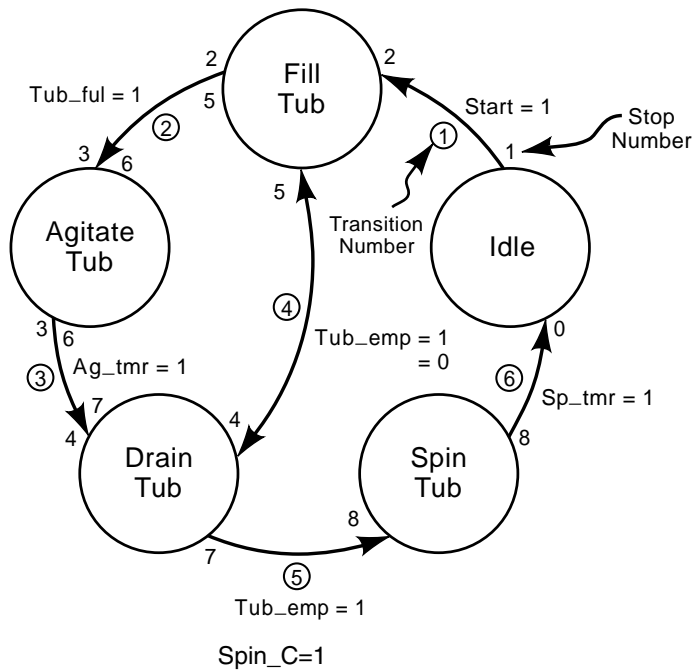 2
Fill
Tub
2
Tub_ful = 1
5
Start = 1
②
①
Stop
Number
1
3
6
5
Transition
Number
Agitate
Tub
Idle
④
3
6
Tub_emp = 1
= 0
0
③
Ag_tmr = 1
⑥
Sp_tmr = 1
7
4
4
Drain
Tub
Spin
Tub
8
8
7
⑤
Tub_emp = 1
Spin_C=1